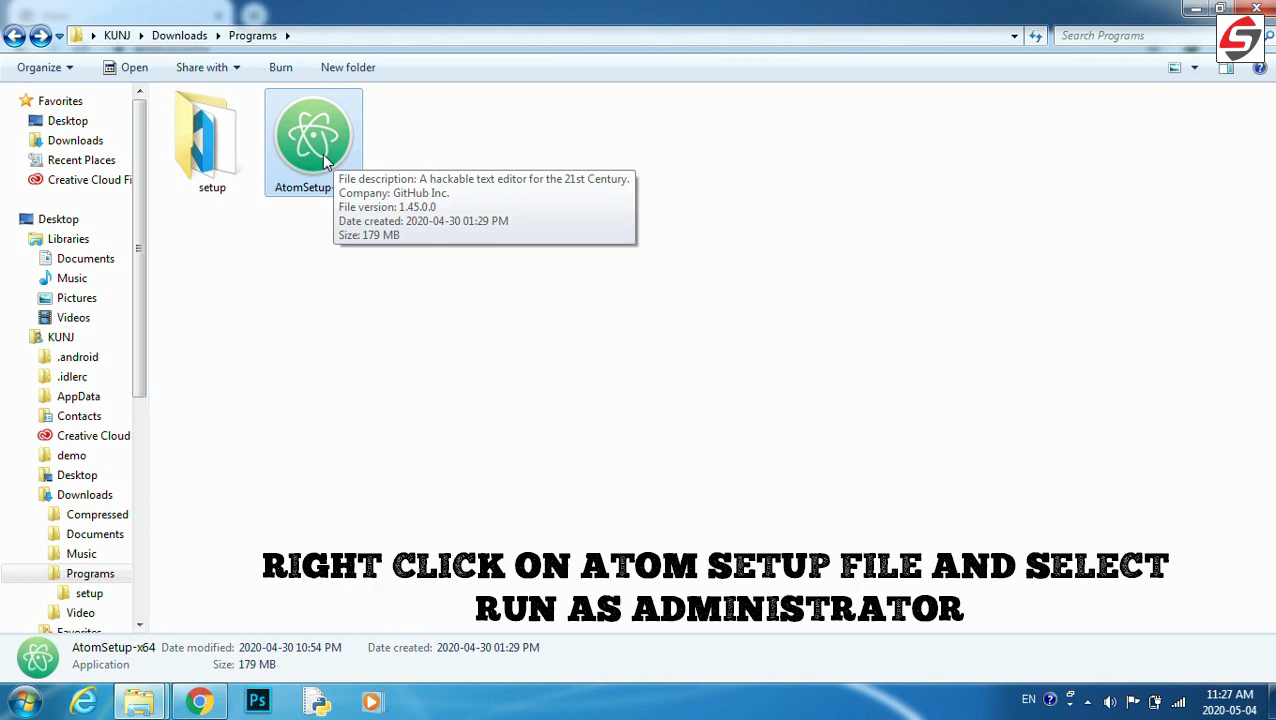 KUNJ Downloads Programs
Search Programs
Organize Open Share with Burn New folder
Favorites
Desktop
Downloads
Recent Places
Creative Cloud Fi
Desktop
Libraries
Documents
Music
Pictures
Videos
KUNJ
.android
.idlerc
AppData
Contacts
Creative Cloud
demo
Desktop
Downloads
Compressed
Documents
Music
Programs
setup
Video
Favorites
setup
AtomSetup-
File description: A hackable text editor for the 21st Century.
Company: GitHub Inc.
File version: 1.45.0.0
Date created: 2020-04-30 01:29 PM
Size: 179 MB
RIGHT CLICK ON ATOM SETUP FILE AND SELECT
RUN AS ADMINISTRATOR
AtomSetup-x64 Date modified: 2020-04-30 10:54 PM Date created: 2020-04-30 01:29 PM
Application Size: 179 MB
Ps
EN
11:27 AM
2020-05-04